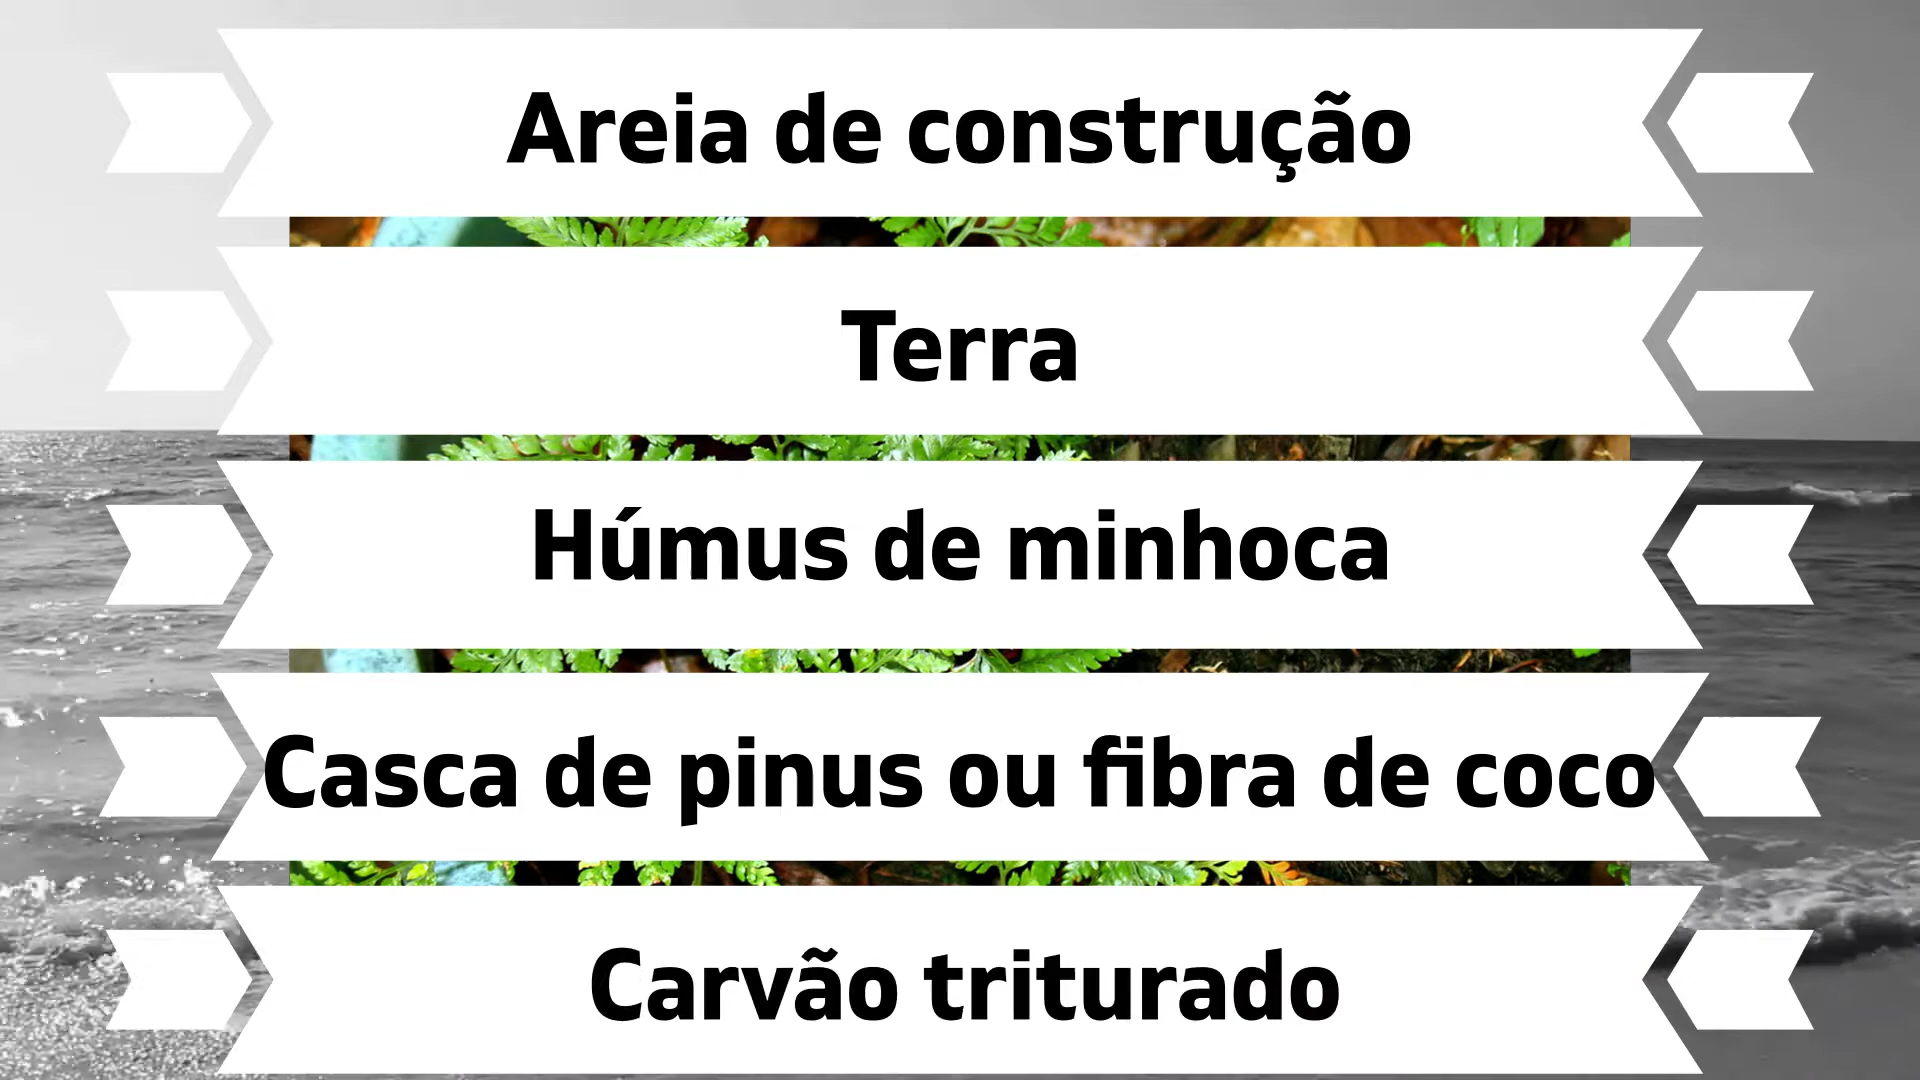 Areia de construção
Terra
Húmus de minhoca
Casca de pinus ou fibra de coco
Carvão triturado